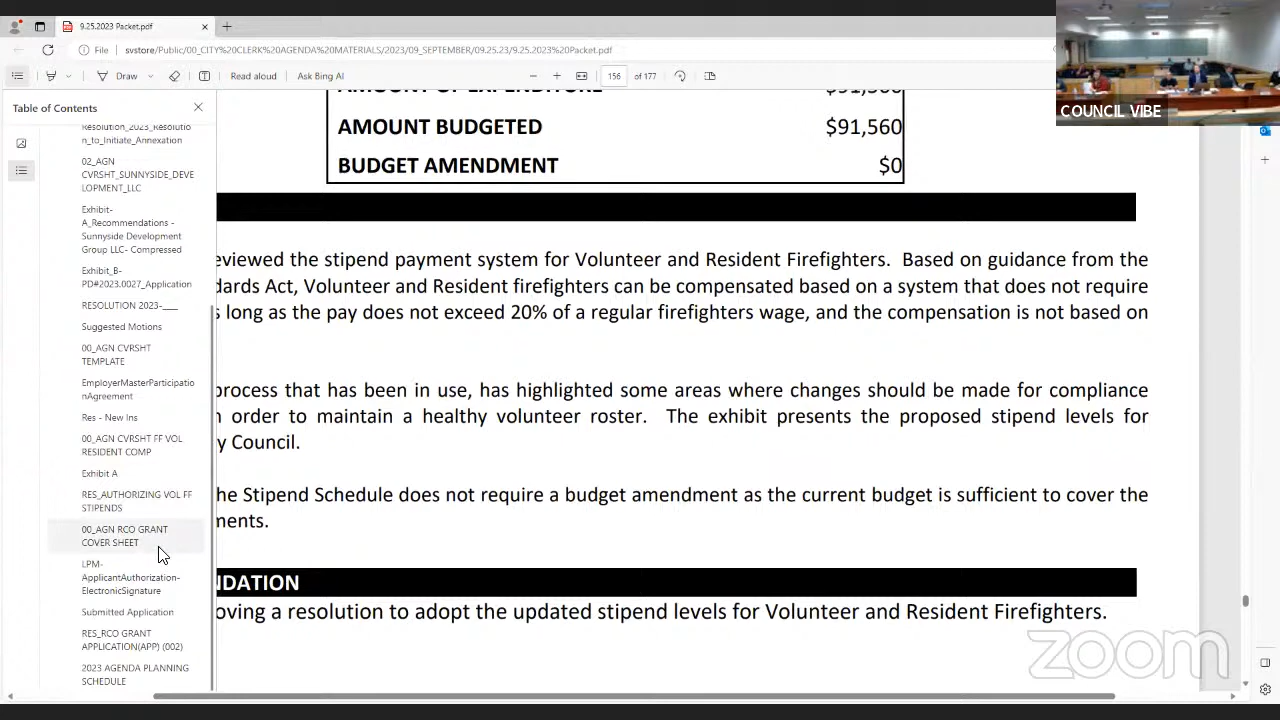 9.25.2023 Packet.pdf
File
svstore/Public/00_CITY%20CLERK%20AGENDA%20MATERIALS/2023/09_SEPTEMBER/09.25.23/9.25.2023%20Packet.pdf
Draw
Read aloud
Ask Bing AI
156
of 177
COUNCIL VIBE
Table of Contents
Resolution_2023_Resolutio
n_to_Initiate_Annexation
02_AGN
CVRSHT_SUNNYSIDE_DEVE
LOPMENT_LLC
Exhibit-
A_Recommendations -
Sunnyside Development
Group LLC- Compressed
Exhibit_B-
PD#2023.0027_Application
RESOLUTION 2023-___
Suggested Motions
00_AGN CVRSHT
TEMPLATE
EmployerMasterParticipatio
nAgreement
Res - New Ins
00_AGN CVRSHT FF VOL
RESIDENT COMP
Exhibit A
RES_AUTHORIZING VOL FF
STIPENDS
00_AGN RCO GRANT
COVER SHEET
LPM-
ApplicantAuthorization-
ElectronicSignature
Submitted Application
RES_RCO GRANT
APPLICATION(APP) (002)
2023 AGENDA PLANNING
SCHEDULE
AMOUNT OF EXPENDITURE
AMOUNT BUDGETED $91,560
BUDGET AMENDMENT $0
eviewed the stipend payment system for Volunteer and Resident Firefighters. Based on guidance from the
dards Act, Volunteer and Resident firefighters can be compensated based on a system that does not require
s long as the pay does not exceed 20% of a regular firefighters wage, and the compensation is not based on
process that has been in use, has highlighted some areas where changes should be made for compliance
n order to maintain a healthy volunteer roster. The exhibit presents the proposed stipend levels for
y Council.
he Stipend Schedule does not require a budget amendment as the current budget is sufficient to cover the
ments.
NDATION
oving a resolution to adopt the updated stipend levels for Volunteer and Resident Firefighters.
zoom